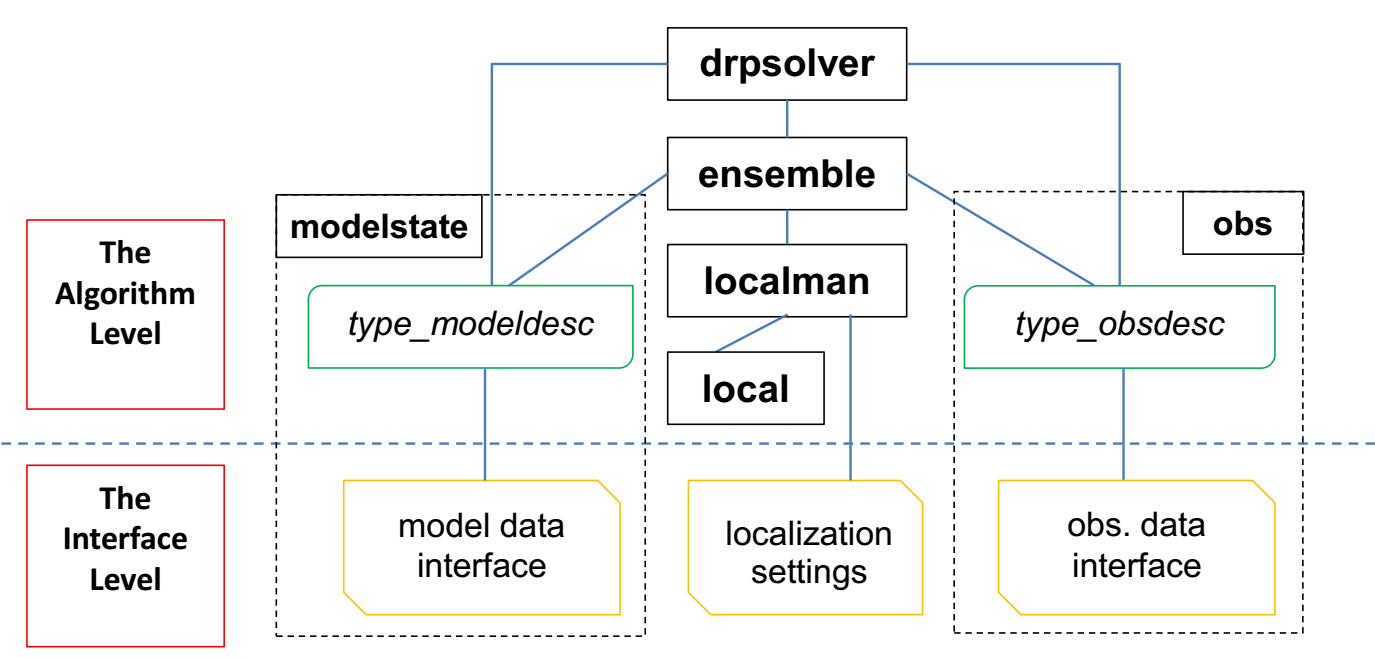 drpsolver
ensemble
modelstate
obs
The
Algorithm
Level
localman
type_modeldesc
type_obsdesc
local
The
Interface
Level
model data
interface
localization
settings
obs. data
interface